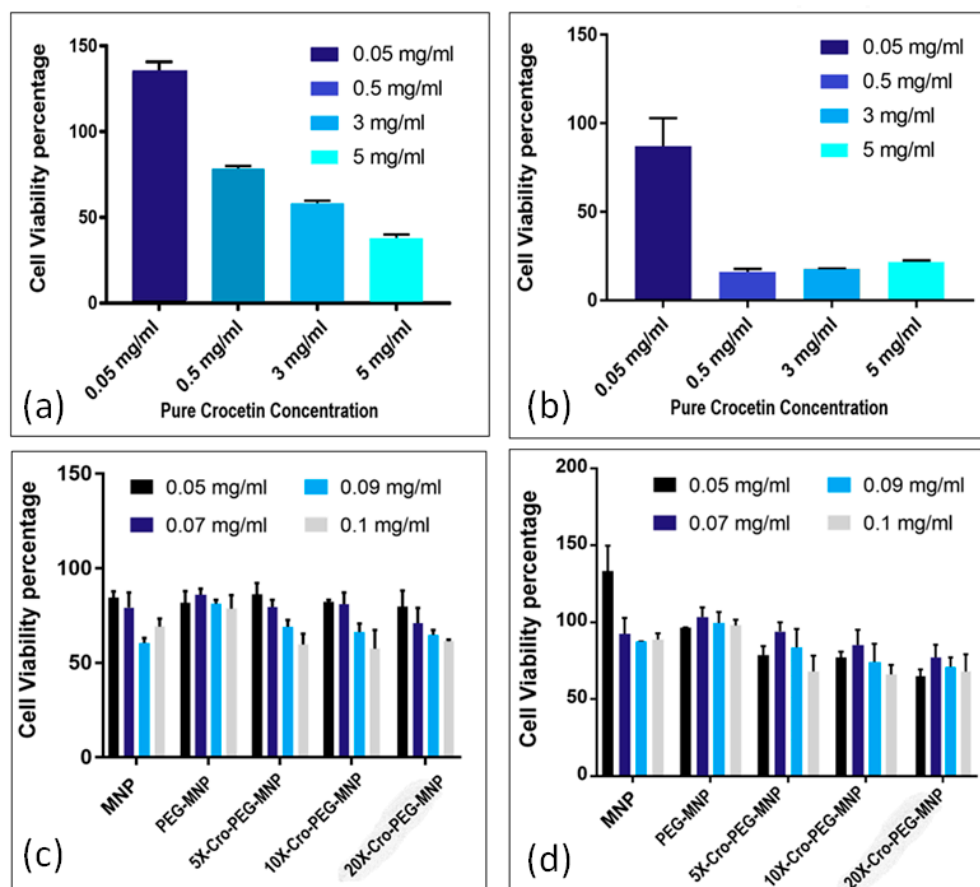 Cell Viability percentage
150
100
50
0
0.05 mg/ml
0.5 mg/ml
3 mg/ml
5 mg/ml
0.05 mg/ml
0.5 mg/ml
3 mg/ml
5 mg/ml
Pure Crocetin Concentration
(a)
Cell Viability percentage
150
100
50
0
0.05 mg/ml
0.5 mg/ml
3 mg/ml
5 mg/ml
0.05 mg/ml
0.5 mg/ml
3 mg/ml
5 mg/ml
Pure Crocetin Concentration
(b)
Cell Viability percentage
150
100
50
0
0.05 mg/ml
0.09 mg/ml
0.07 mg/ml
0.1 mg/ml
MNP
PEG-MNP
5X-Cro-PEG-MNP
10X-Cro-PEG-MNP
20X-Cro-PEG-MNP
(c)
Cell Viability percentage
200
150
100
50
0
0.05 mg/ml
0.09 mg/ml
0.07 mg/ml
0.1 mg/ml
MNP
PEG-MNP
5X-Cro-PEG-MNP
10X-Cro-PEG-MNP
20X-Cro-PEG-MNP
(d)